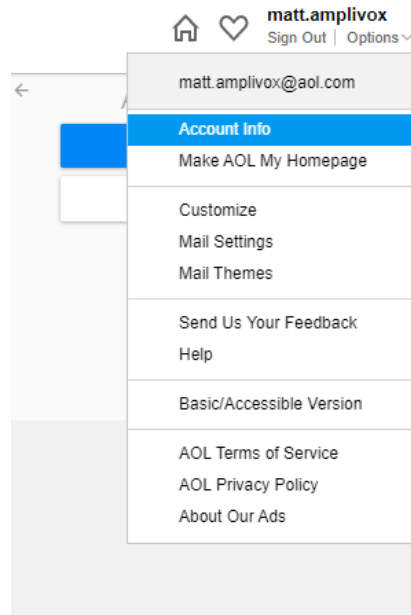 matt.amplivox
Sign Out | Options
matt.amplivox@aol.com
Account Info
Make AOL My Homepage
Customize
Mail Settings
Mail Themes
Send Us Your Feedback
Help
Basic/Accessible Version
AOL Terms of Service
AOL Privacy Policy
About Our Ads